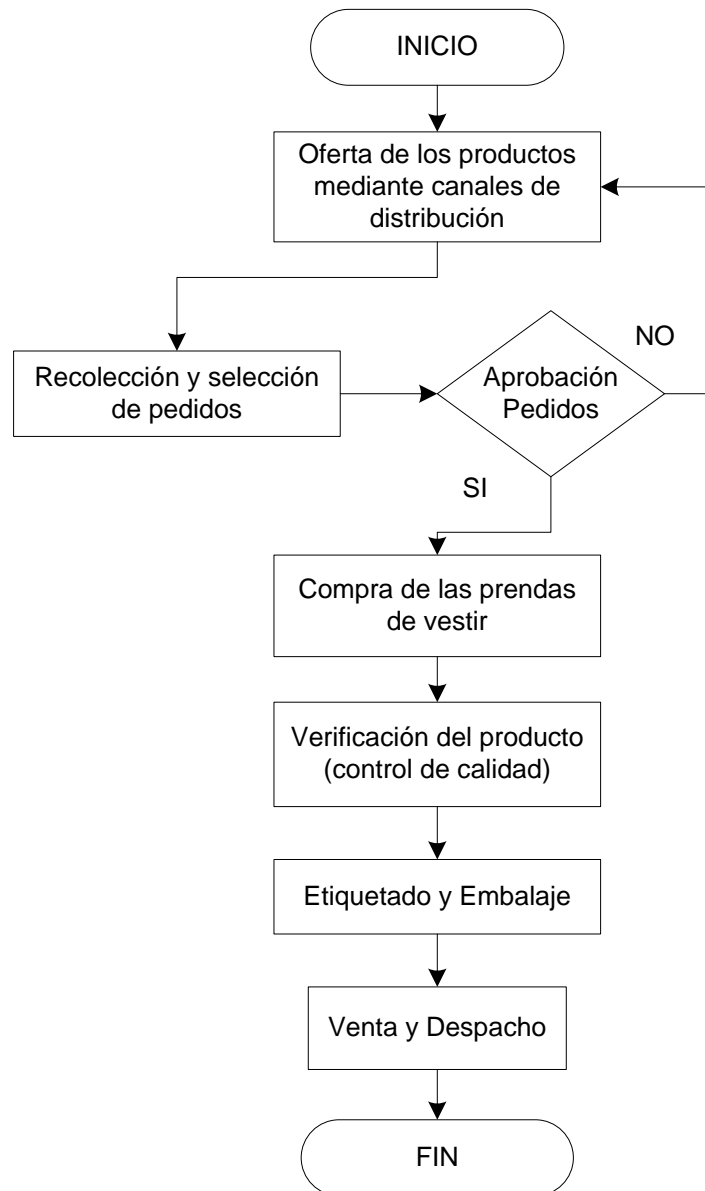 INICIO
Oferta de los productos
mediante canales de
distribución
Recolección y selección
de pedidos
Aprobación
Pedidos
NO
SI
Compra de las prendas
de vestir
Verificación del producto
(control de calidad)
Etiquetado y Embalaje
Venta y Despacho
FIN